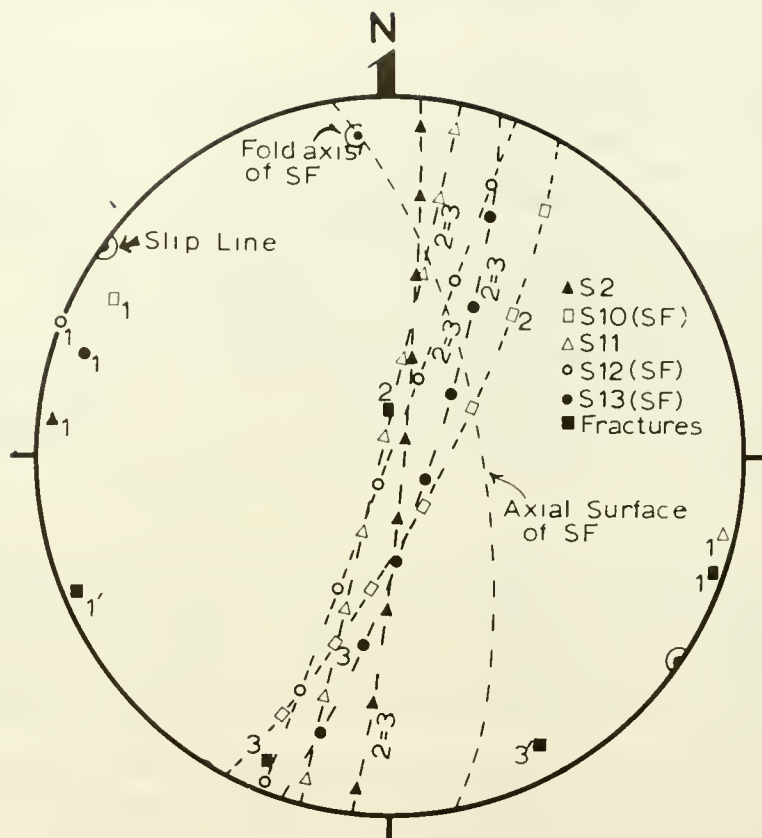 N
Fold axis
of SF
Slip Line
1
1
1
1
2=3
2=3
2=3
2
2
▲ S2
□ S10(SF)
△ S11
○ S12(SF)
● S13(SF)
■ Fractures
Axial Surface
of SF
1
1
1'
3
3
3'
2=3